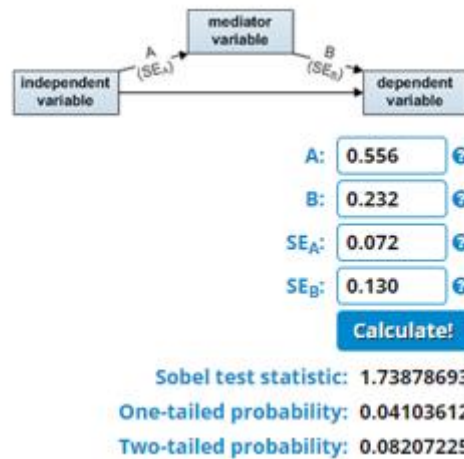 mediator
variable
A
(SEA)
B
(SEB)
independent
variable
dependent
variable
A: 0.556 ?
B: 0.232 ?
SEA: 0.072 ?
SEB: 0.130 ?
Calculate!
Sobel test statistic: 1.73878693
One-tailed probability: 0.04103612
Two-tailed probability: 0.08207225